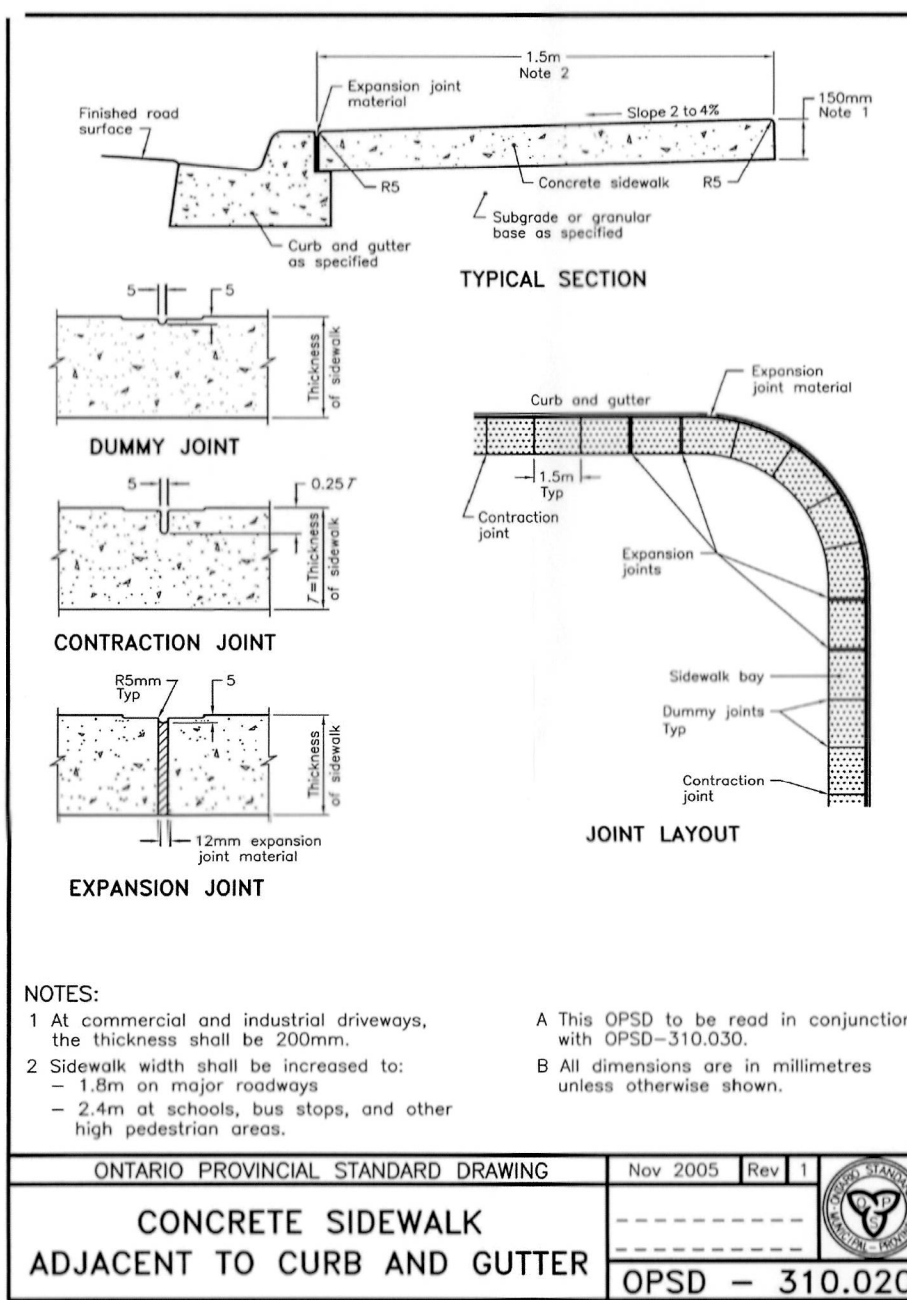 1.5m
Note 2
Expansion joint
material
Finished road
surface
Slope 2 to 4%
150mm
Note 1
R5
Concrete sidewalk
R5
Subgrade or granular
base as specified
Curb and gutter
as specified
TYPICAL SECTION
5
5
Thickness
of sidewalk
DUMMY JOINT
5
0.25T
T=Thickness
of sidewalk
CONTRACTION JOINT
R5mm
Typ
5
Thickness
of sidewalk
12mm expansion
joint material
EXPANSION JOINT
Expansion
joint material
Curb and gutter
1.5m
Typ
Contraction
joint
Expansion
joints
Sidewalk bay
Dummy joints
Typ
Contraction
joint
JOINT LAYOUT
NOTES:
1 At commercial and industrial driveways,
the thickness shall be 200mm.
2 Sidewalk width shall be increased to:
– 1.8m on major roadways
– 2.4m at schools, bus stops, and other
high pedestrian areas.
A This OPSD to be read in conjunction
with OPSD–310.030.
B All dimensions are in millimetres
unless otherwise shown.
ONTARIO PROVINCIAL STANDARD DRAWING
Nov 2005 Rev 1
CONCRETE SIDEWALK
ADJACENT TO CURB AND GUTTER
OPS
OPSD – 310.020